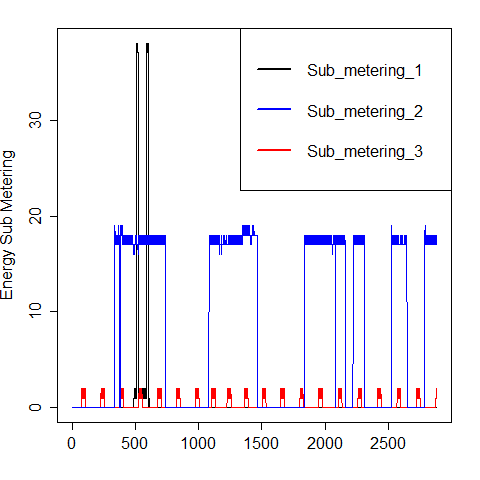 Sub_metering_1
Sub_metering_2
Sub_metering_3
Energy Sub Metering
30
20
10
0
0 500 1000 1500 2000 2500